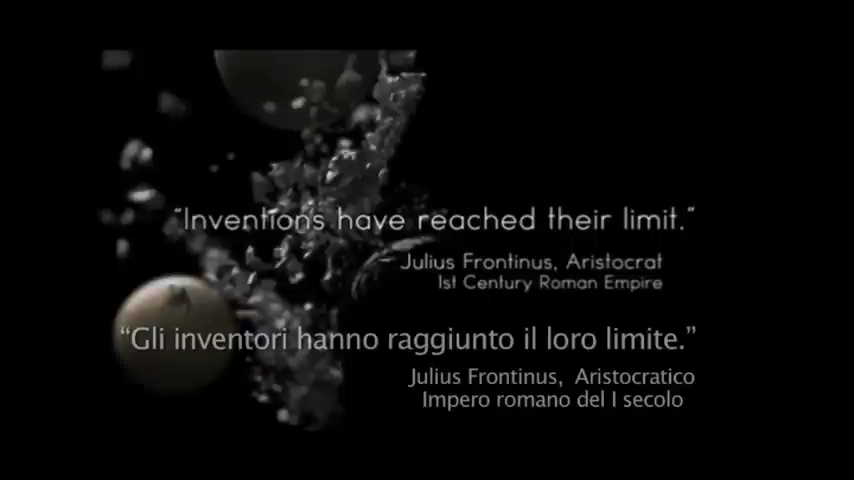 "Inventions have reached their limit."
Julius Frontinus, Aristocrat
1st Century Roman Empire
“Gli inventori hanno raggiunto il loro limite.”
Julius Frontinus, Aristocratico
Impero romano del I secolo